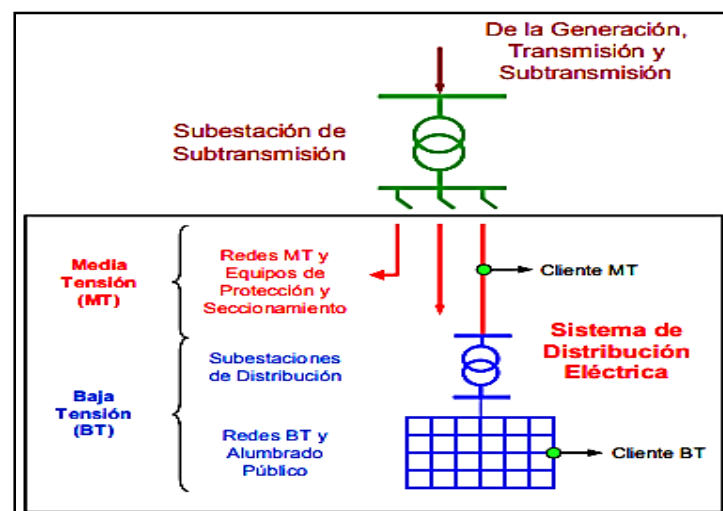 De la Generación,
Transmisión y
Subtransmisión
Subestación de
Subtransmisión
Media
Tensión
(MT)
Redes MT y
Equipos de
Protección y
Seccionamiento
Cliente MT
Sistema de
Distribución
Eléctrica
Subestaciones
de Distribución
Baja
Tensión
(BT)
Redes BT y
Alumbrado
Público
Cliente BT